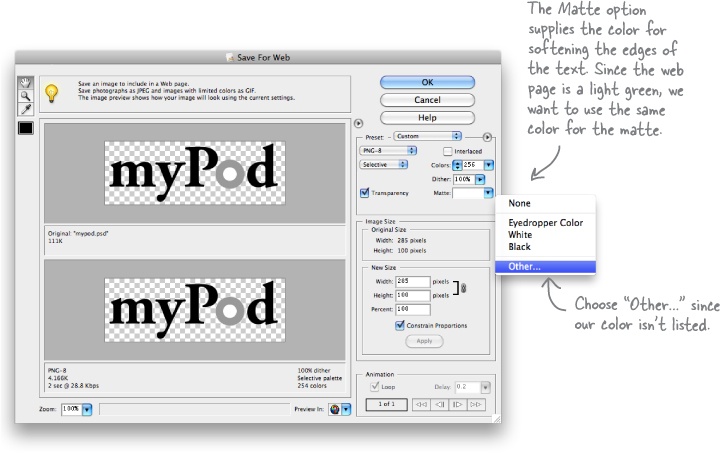 The Matte option
supplies the color for
softening the edges of
the text. Since the web
page is a light green, we
want to use the same
color for the matte.
Save For Web
Save an image to include in a Web page.
Save photographs as JPEG and images with limited colors as GIF.
The image preview shows how your image will look using the current settings.
OK
Cancel
Help
Preset: Custom
PNG-8 Interlaced
Selective Colors: 256
Dither: 100%
Transparency Matte:
None
Eyedropper Color
White
Black
Other...
Choose “Other...” since
our color isn’t listed.
myPod
Original: "mypod.psd"
111K
Image Size
Original Size
Width: 285 pixels
Height: 100 pixels
New Size
Width: 285 pixels
Height: 100 pixels
Percent: 100
Constrain Proportions
Apply
myPod
PNG-8 100% dither
4.166K Selective palette
2 sec @ 28.8 Kbps 254 colors
Animation
Loop Delay 0.2
1 of 1
Zoom: 100% Preview In: